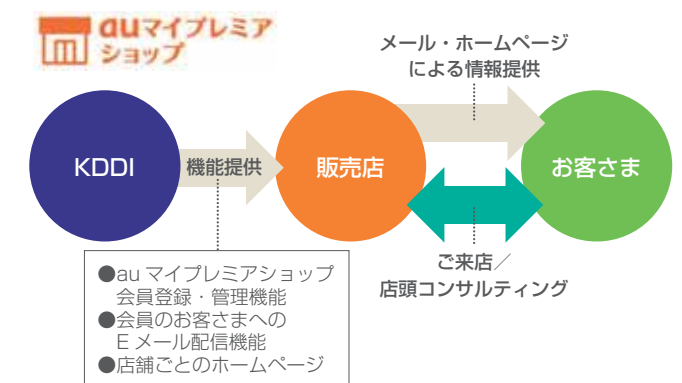 auマイプレミア
ショップ
メール・ホームページ
による情報提供
KDDI
機能提供
販売店
お客さま
ご来店／
店頭コンサルティング
●au マイプレミアショップ
会員登録・管理機能
●会員のお客さまへの
E メール配信機能
●店舗ごとのホームページ